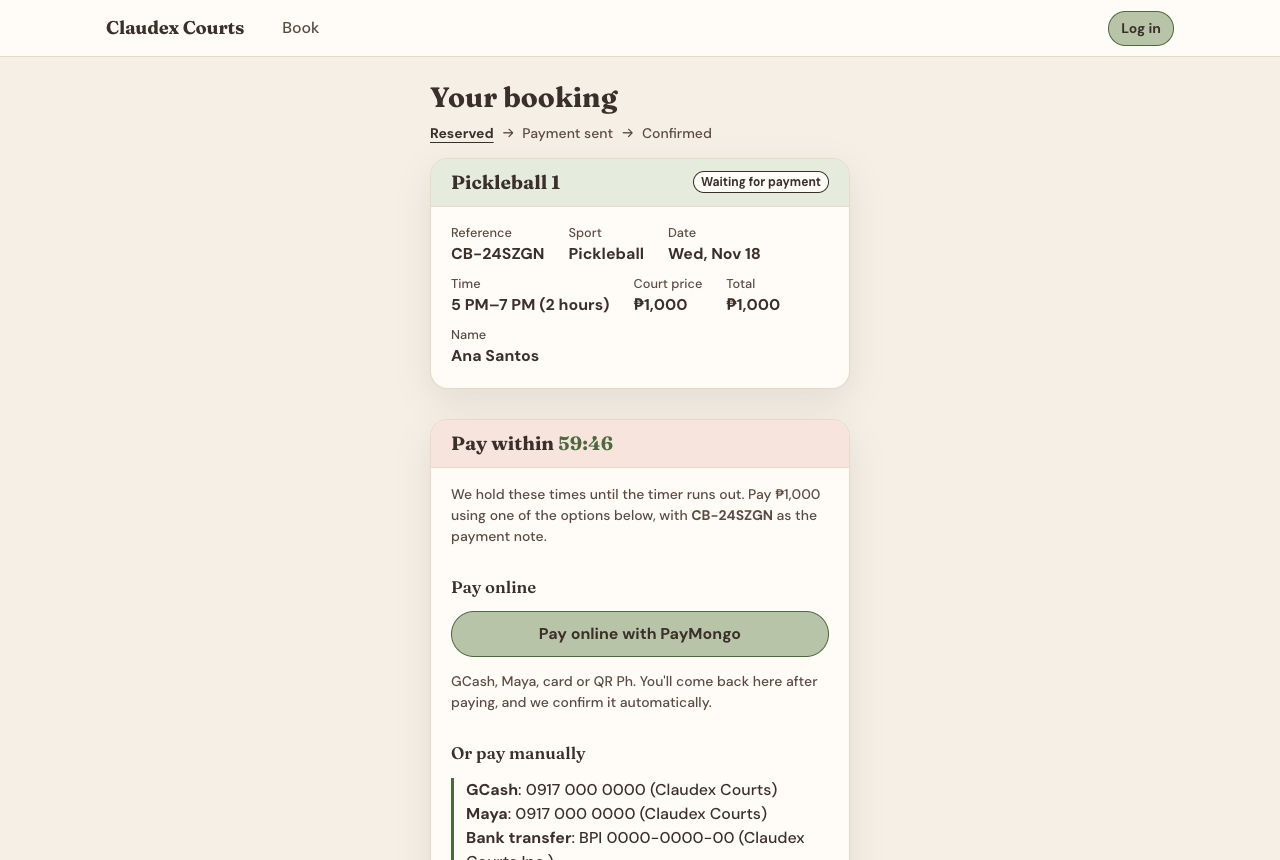 Claudex Courts Book Log in
Your booking
Reserved → Payment sent → Confirmed
Pickleball 1 Waiting for payment
Reference Sport Date
CB-24SZGN Pickleball Wed, Nov 18
Time Court price Total
5 PM–7 PM (2 hours) ₱1,000 ₱1,000
Name
Ana Santos
Pay within 59:46
We hold these times until the timer runs out. Pay ₱1,000
using one of the options below, with CB-24SZGN as the
payment note.
Pay online
Pay online with PayMongo
GCash, Maya, card or QR Ph. You'll come back here after
paying, and we confirm it automatically.
Or pay manually
GCash: 0917 000 0000 (Claudex Courts)
Maya: 0917 000 0000 (Claudex Courts)
Bank transfer: BPI 0000-0000-00 (Claudex
Courts Inc.)